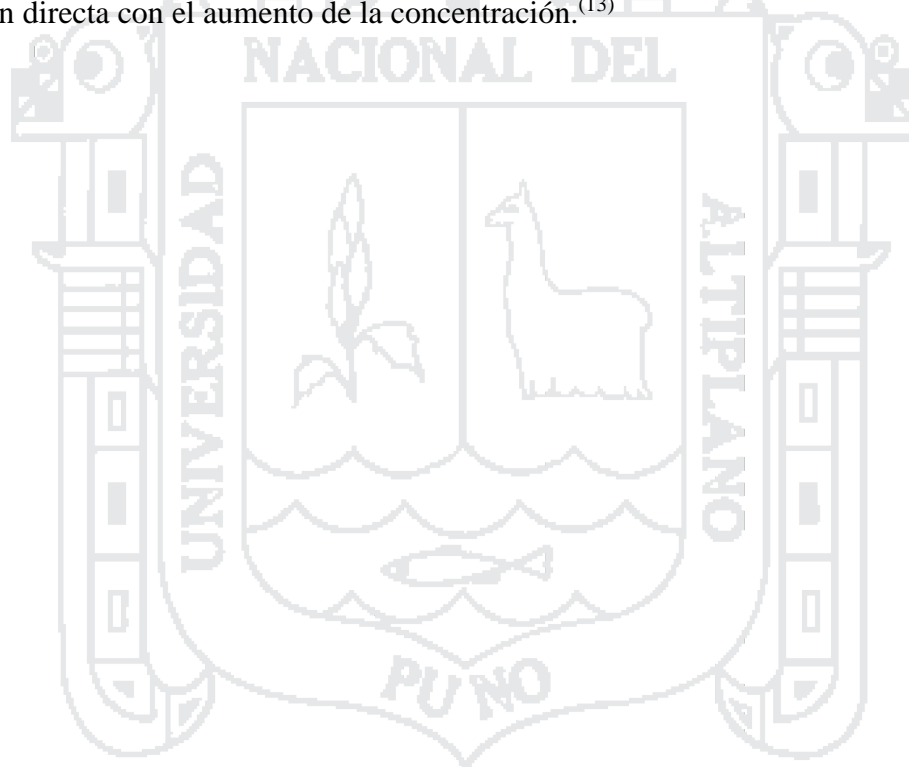 n directa con el aumento de la concentración.(13)
NACIONAL DEL
UNIVERSIDAD
ALTIPLANO
PUNO